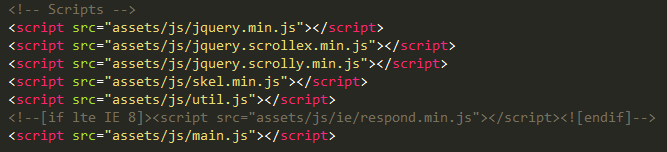 <!-- Scripts -->
<script src="assets/js/jquery.min.js"></script>
<script src="assets/js/jquery.scrollex.min.js"></script>
<script src="assets/js/jquery.scrolly.min.js"></script>
<script src="assets/js/skel.min.js"></script>
<script src="assets/js/util.js"></script>
<!--[if lte IE 8]><script src="assets/js/ie/respond.min.js"></script><![endif]-->
<script src="assets/js/main.js"></script>